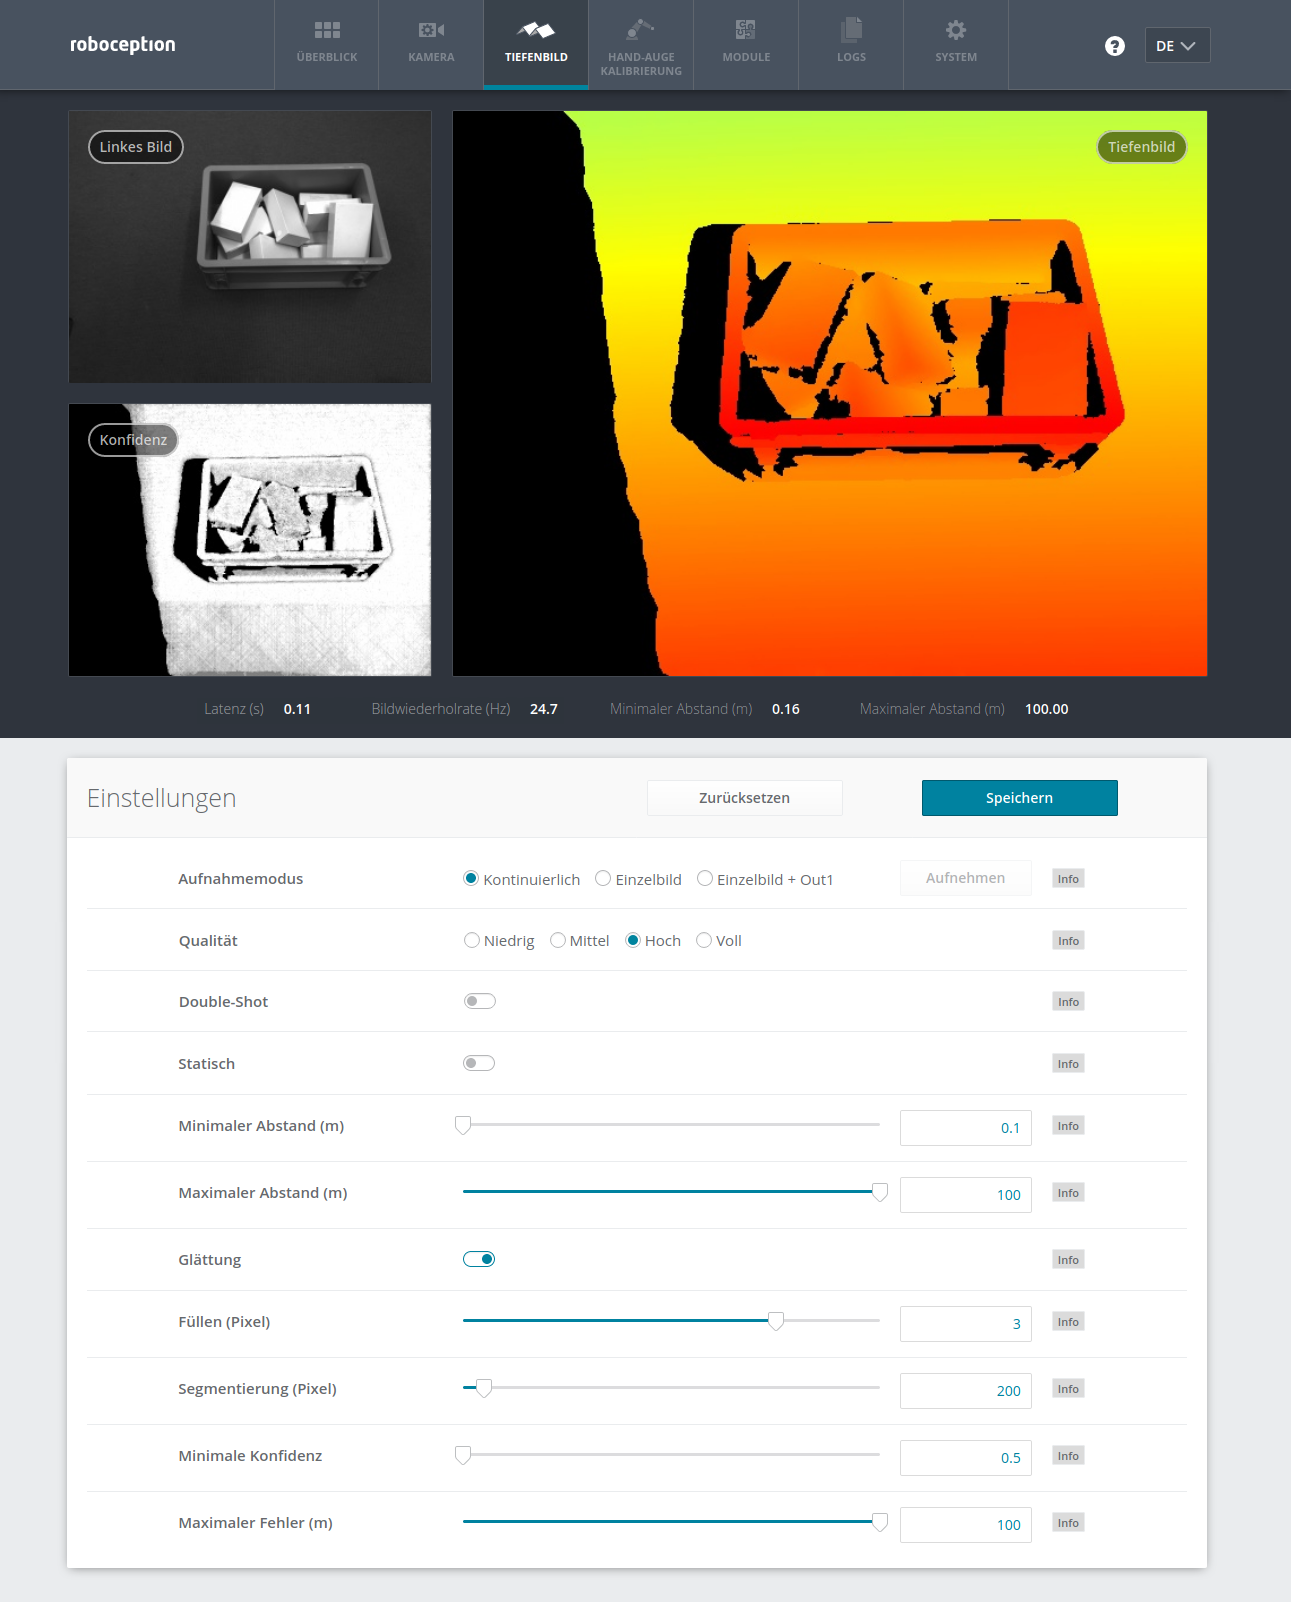 roboception
ÜBERBLICK
KAMERA
TIEFENBILD
HAND-AUGE
KALIBRIERUNG
MODULE
LOGS
SYSTEM
?
DE
Linkes Bild
Tiefenbild
Konfidenz
Latenz (s) 0.11 Bildwiederholrate (Hz) 24.7 Minimaler Abstand (m) 0.16 Maximaler Abstand (m) 100.00
Einstellungen Zurücksetzen Speichern
Aufnahmemodus Kontinuierlich Einzelbild Einzelbild + Out1 Aufnehmen Info
Qualität Niedrig Mittel Hoch Voll Info
Double-Shot Info
Statisch Info
Minimaler Abstand (m) 0.1 Info
Maximaler Abstand (m) 100 Info
Glättung Info
Füllen (Pixel) 3 Info
Segmentierung (Pixel) 200 Info
Minimale Konfidenz 0.5 Info
Maximaler Fehler (m) 100 Info